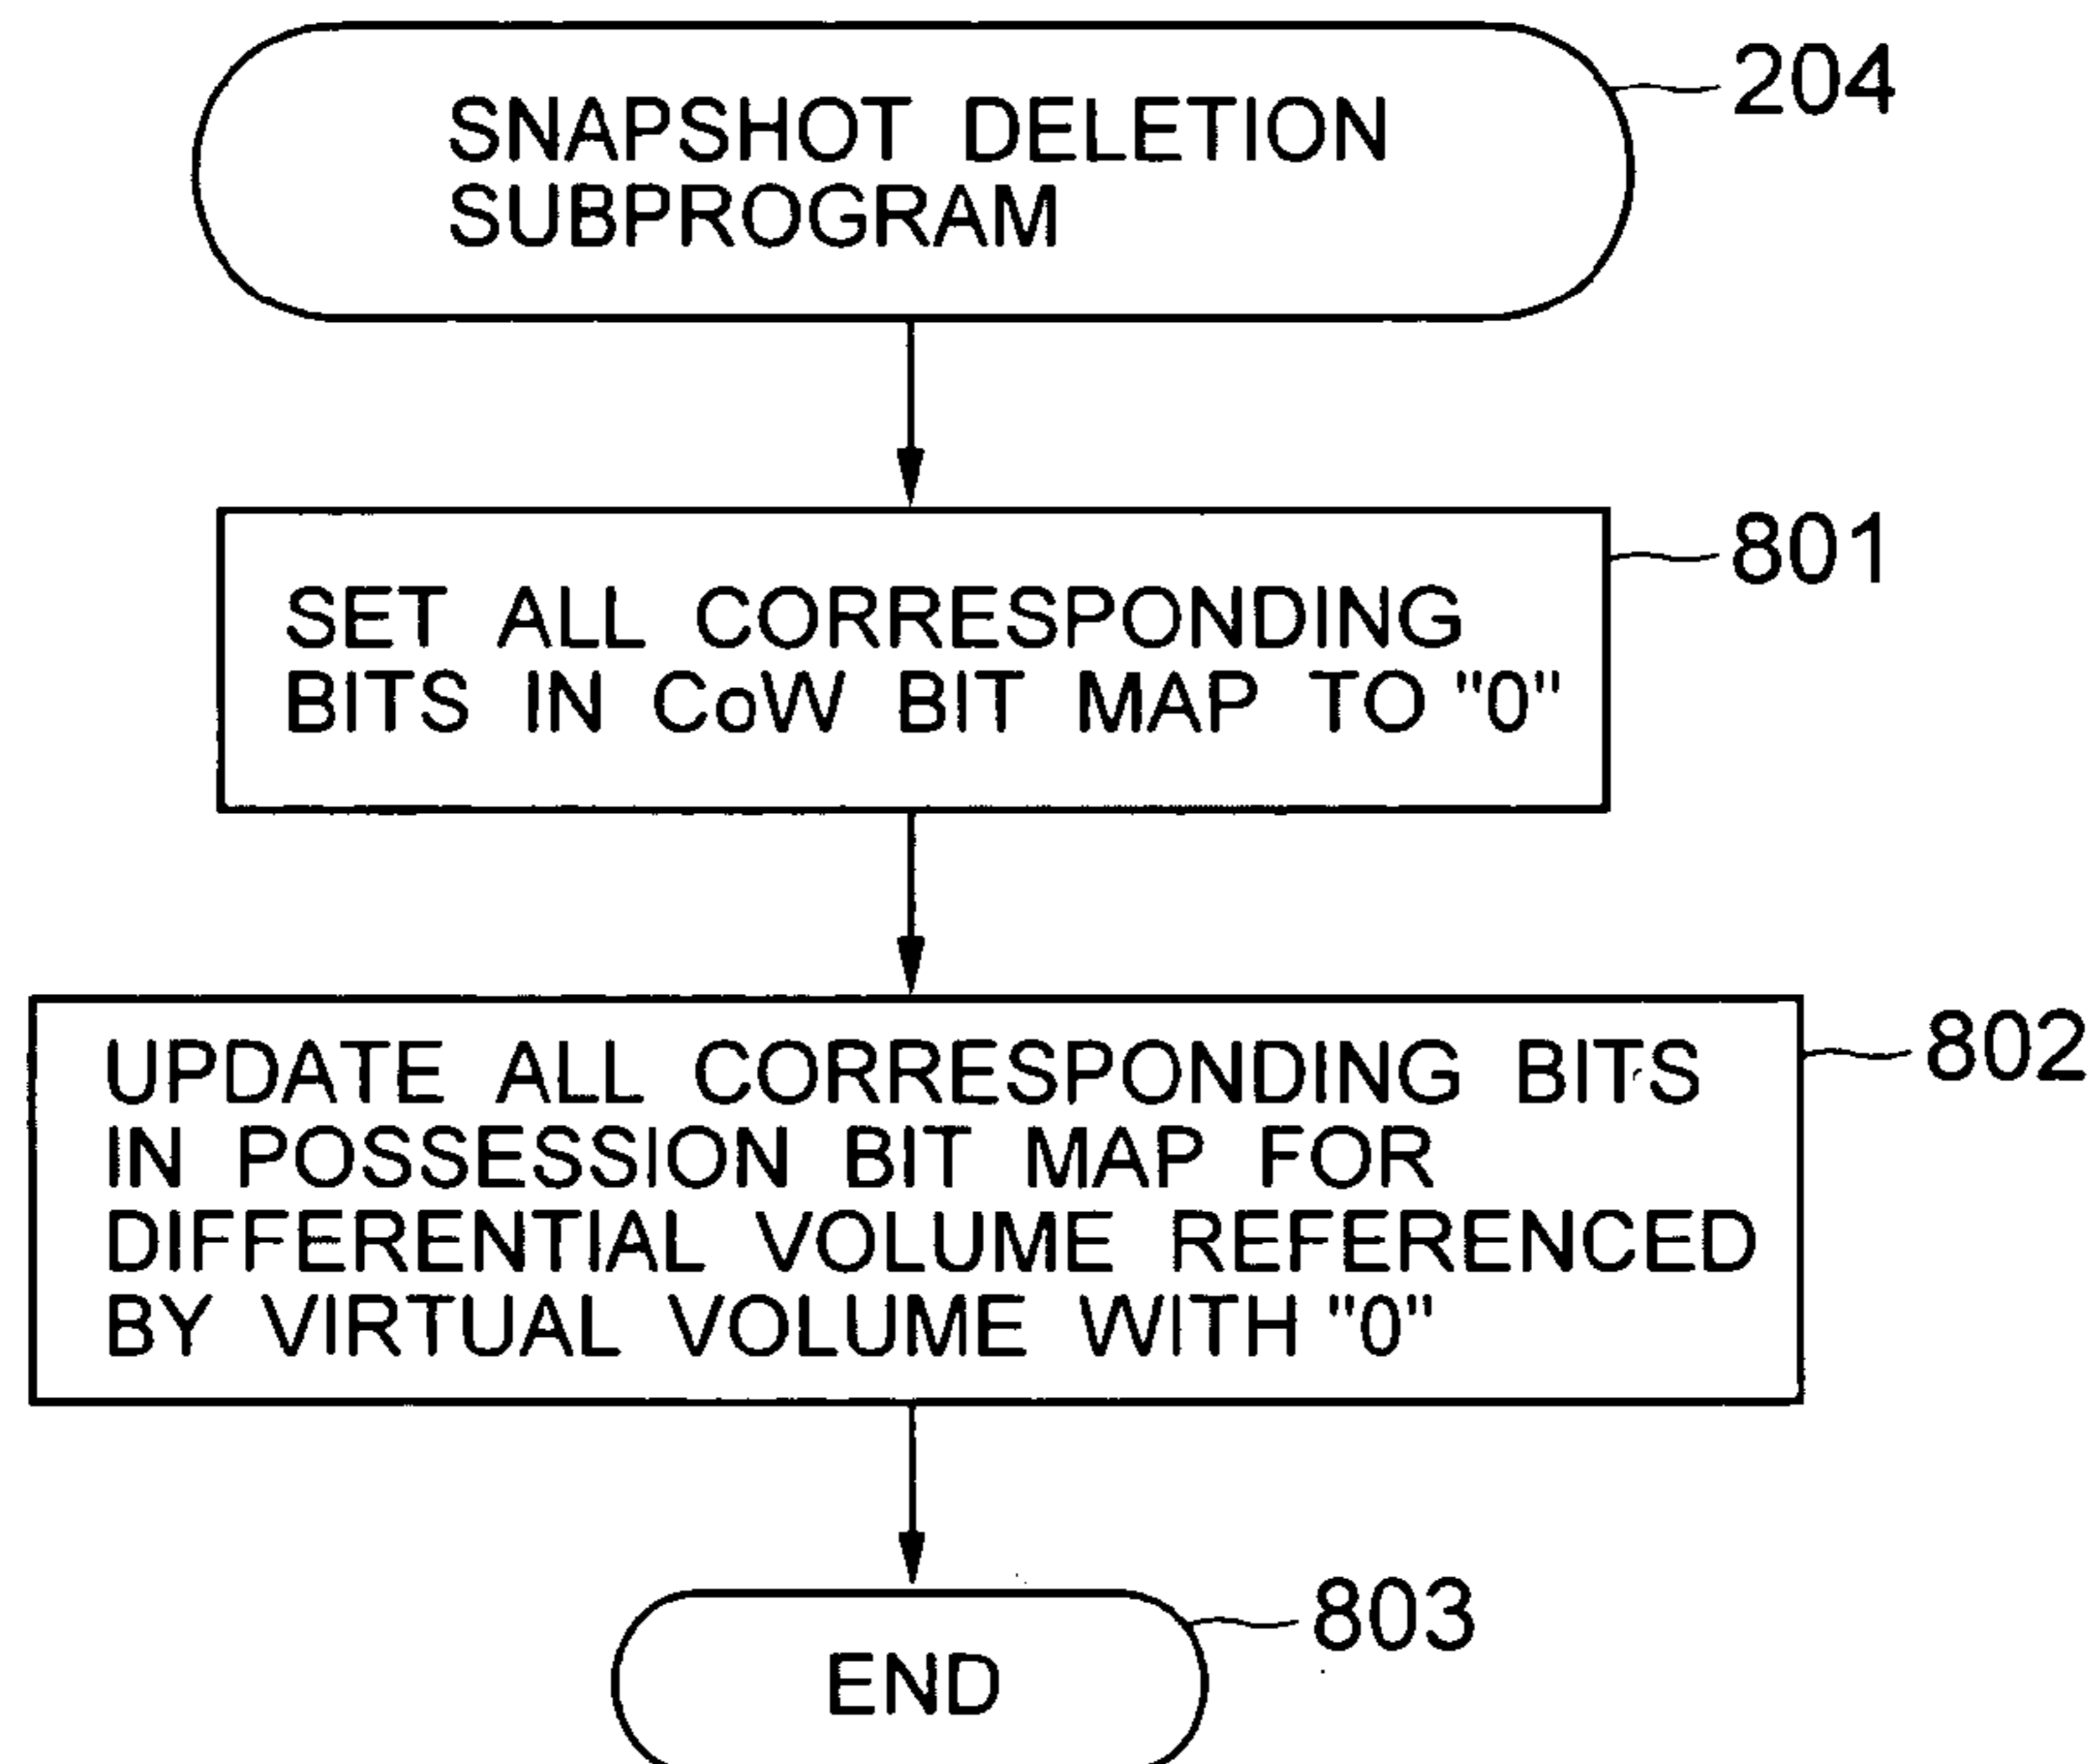 SNAPSHOT DELETION
SUBPROGRAM
204
SET ALL CORRESPONDING
BITS IN CoW BIT MAP TO "0"
801
UPDATE ALL CORRESPONDING BITS
IN POSSESSION BIT MAP FOR
DIFFERENTIAL VOLUME REFERENCED
BY VIRTUAL VOLUME WITH "0"
802
END
803